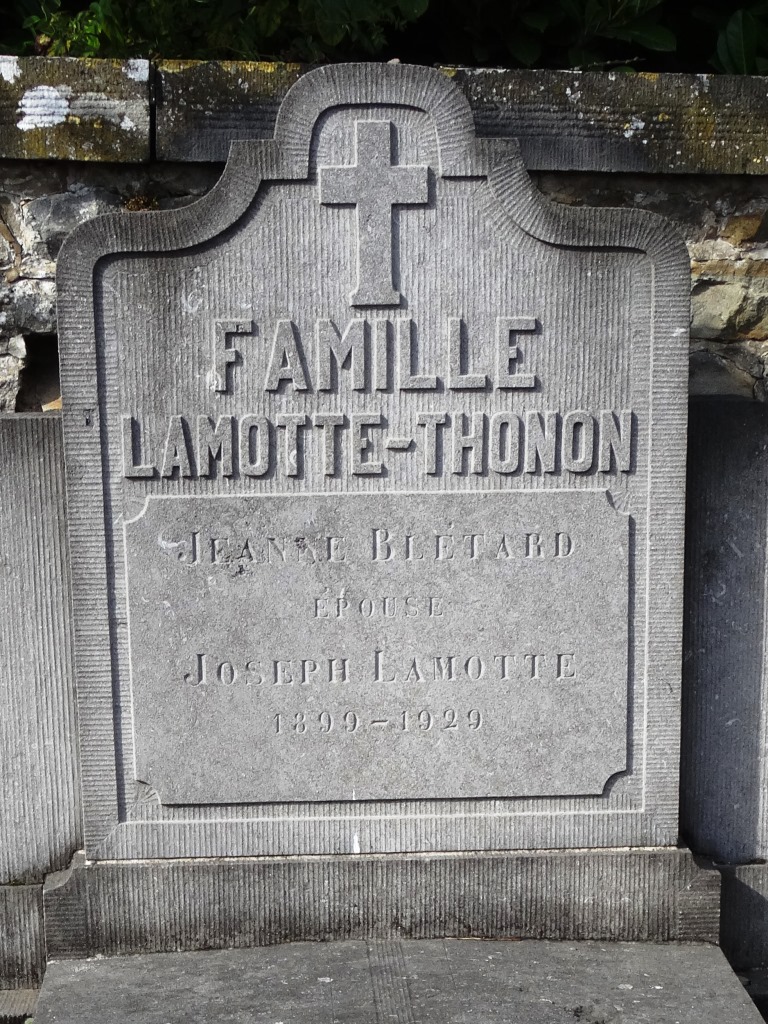 FAMILLE
LAMOTTE-THONON
JEANNE BLÉTARD
ÉPOUSE
JOSEPH LAMOTTE
1899-1929